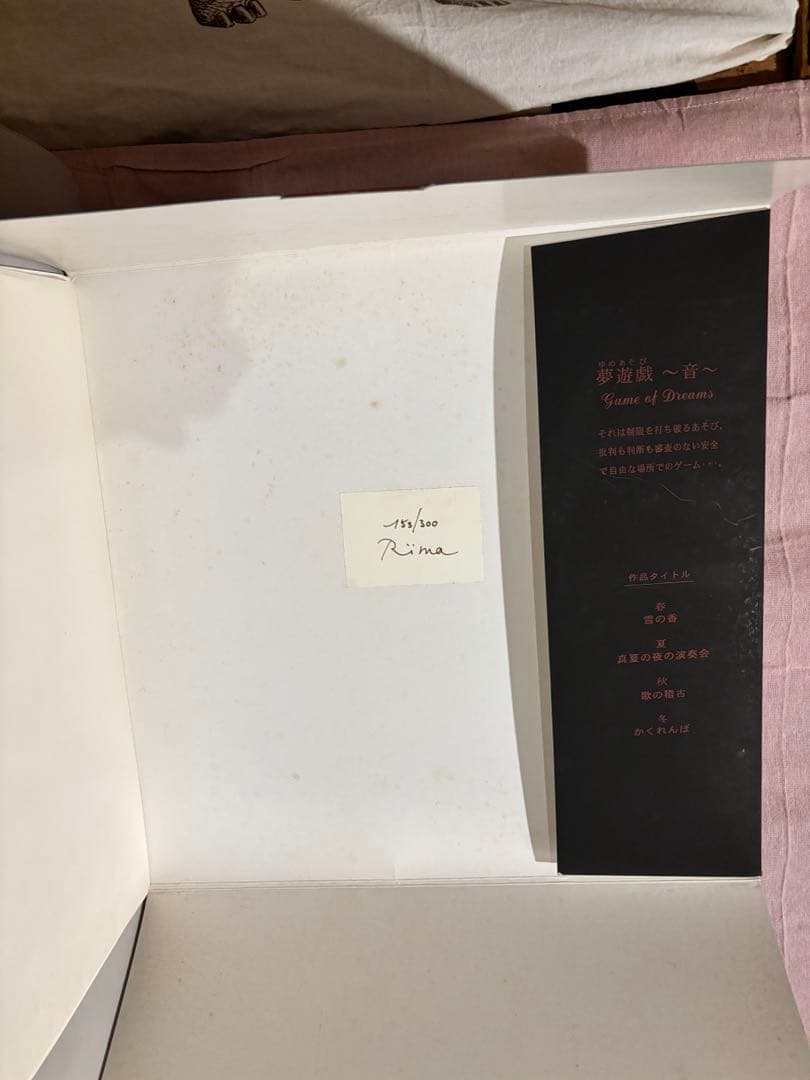 153/300
Rüma
ゆめあそび
夢遊戯 〜音〜
Game of Dreams
それは制限を打ち破るあそび、
批判も判断も審査のない安全
で自由な場所でのゲーム・・・。
作品タイトル
春
雪の香
夏
真夏の夜の演奏会
秋
歌の稽古
冬
かくれんぼ